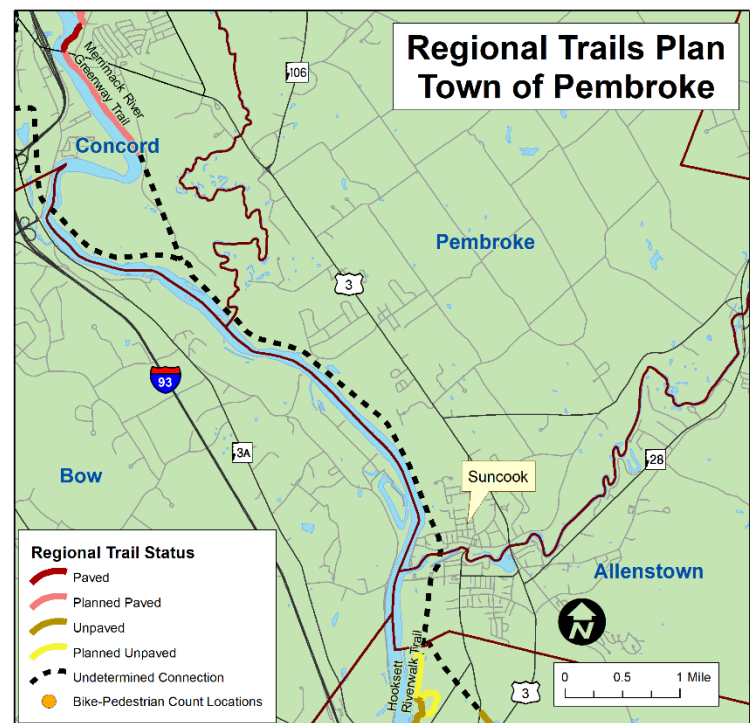 Regional Trails Plan
Town of Pembroke
Merrimack River
Greenway Trail
106
Concord
Pembroke
3
93
3A
Bow
28
Suncook
Allenstown
N
Hooksett
Riverwalk Trail
3
0 0.5 1 Mile
Regional Trail Status
Paved
Planned Paved
Unpaved
Planned Unpaved
Undetermined Connection
Bike-Pedestrian Count Locations